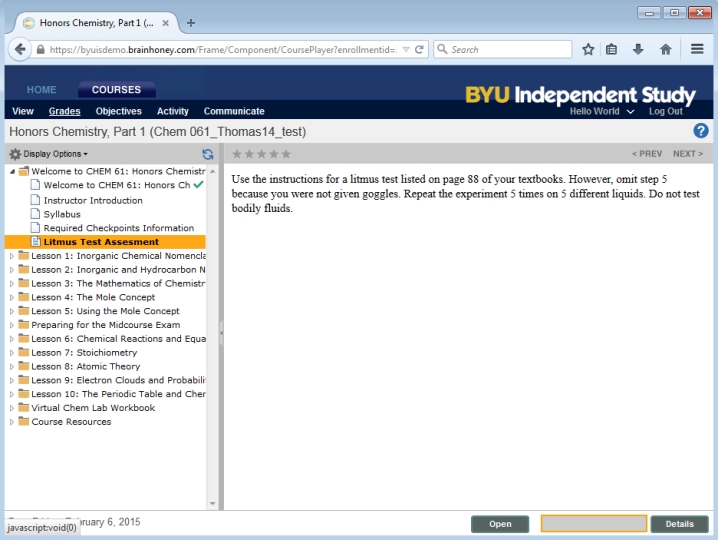 Honors Chemistry, Part 1 (...
https://byuisdemo.brainhoney.com/Frame/Component/CoursePlayer?enrollmentid=...
Search
HOME
COURSES
BYU Independent Study
View Grades Objectives Activity Communicate
Hello World
Log Out
Honors Chemistry, Part 1 (Chem 061_Thomas14_test)
Display Options
< PREV NEXT >
Welcome to CHEM 61: Honors Chemistr
Welcome to CHEM 61: Honors Ch
Instructor Introduction
Syllabus
Required Checkpoints Information
Litmus Test Assesment
Lesson 1: Inorganic Chemical Nomencla
Lesson 2: Inorganic and Hydrocarbon N
Lesson 3: The Mathematics of Chemistr
Lesson 4: The Mole Concept
Lesson 5: Using the Mole Concept
Preparing for the Midcourse Exam
Lesson 6: Chemical Reactions and Equa
Lesson 7: Stoichiometry
Lesson 8: Atomic Theory
Lesson 9: Electron Clouds and Probabili
Lesson 10: The Periodic Table and Cher
Virtual Chem Lab Workbook
Course Resources
Use the instructions for a litmus test listed on page 88 of your textbooks. However, omit step 5
because you were not given goggles. Repeat the experiment 5 times on 5 different liquids. Do not test
bodily fluids.
ruary 6, 2015
javascript:void(0)
Open
Details